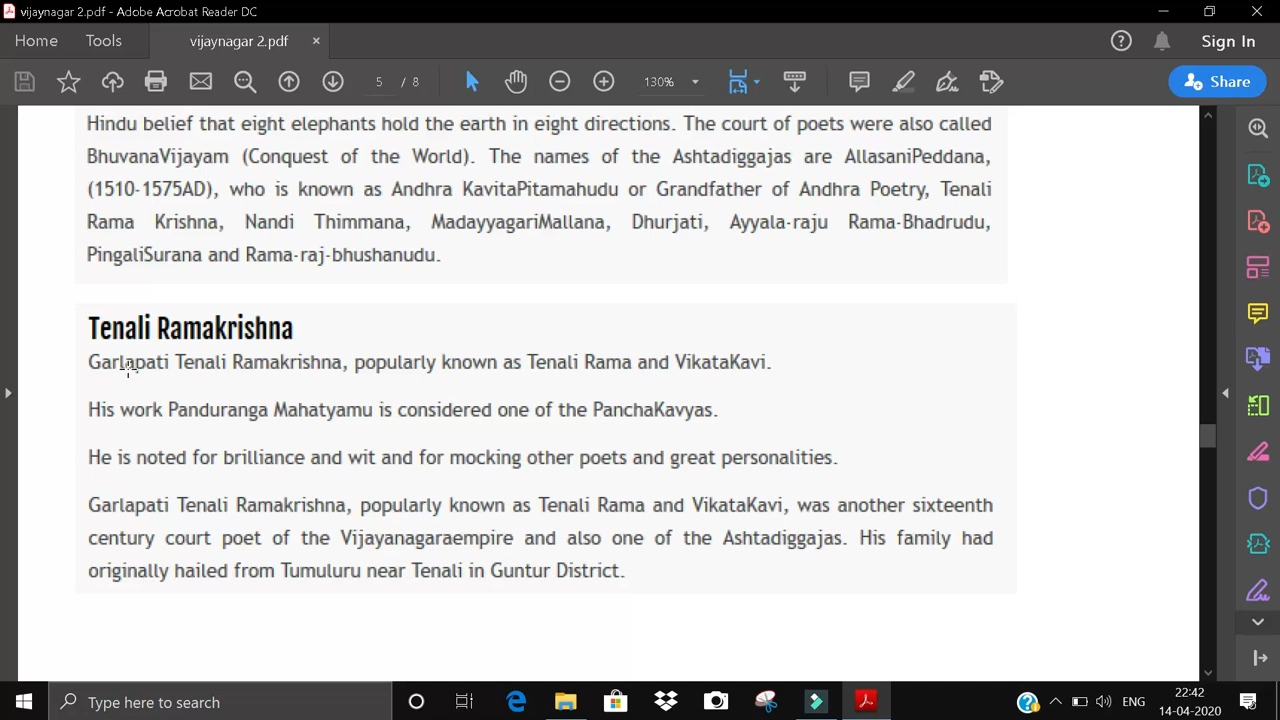 vijaynagar 2.pdf - Adobe Acrobat Reader DC
Home Tools vijaynagar 2.pdf × Sign In
5 / 8 130% Share
Hindu belief that eight elephants hold the earth in eight directions. The court of poets were also called
BhuvanaVijayam (Conquest of the World). The names of the Ashtadiggajas are AllasaniPeddana,
(1510-1575AD), who is known as Andhra KavitaPitamahudu or Grandfather of Andhra Poetry, Tenali
Rama Krishna, Nandi Thimmana, MadayyagariMallana, Dhurjati, Ayyala-raju Rama-Bhadrudu,
PingaliSurana and Rama-raj-bhushanudu.
Tenali Ramakrishna
Garlapati Tenali Ramakrishna, popularly known as Tenali Rama and VikataKavi.
His work Panduranga Mahatyamu is considered one of the PanchaKavyas.
He is noted for brilliance and wit and for mocking other poets and great personalities.
Garlapati Tenali Ramakrishna, popularly known as Tenali Rama and VikataKavi, was another sixteenth
century court poet of the Vijayanagaraempire and also one of the Ashtadiggajas. His family had
originally hailed from Tumuluru near Tenali in Guntur District.
Type here to search
ENG
22:42
14-04-2020